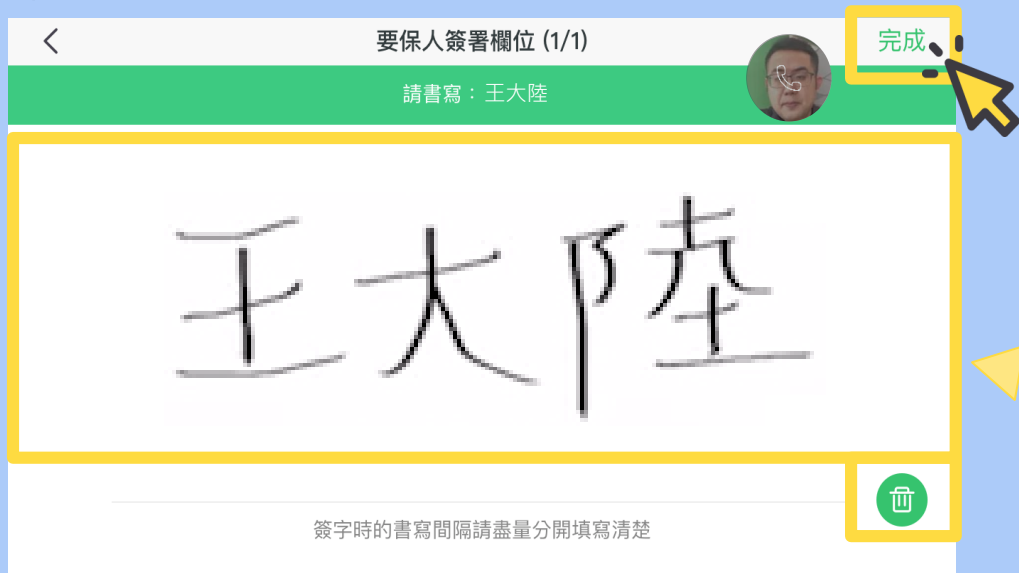 要保人簽署欄位 (1/1)
完成
請書寫：王大陸
王大陸
簽字時的書寫間隔請盡量分開填寫清楚